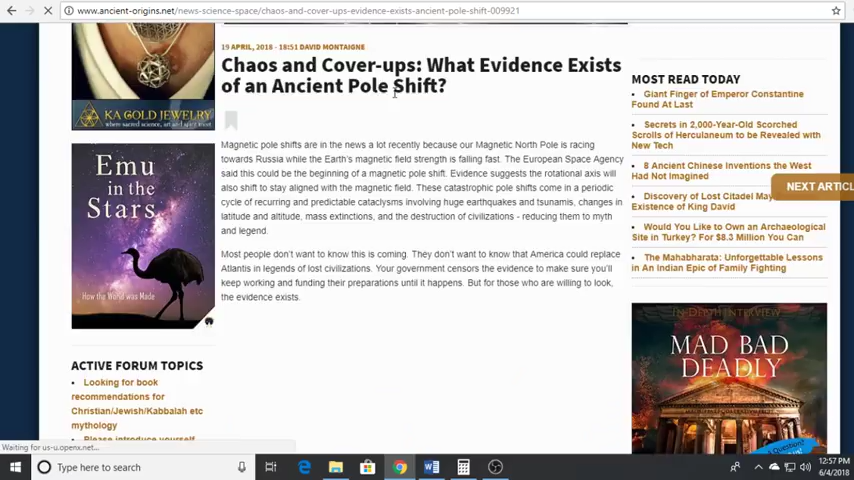 www.ancient-origins.net/news-science-space/chaos-and-cover-ups-evidence-exists-ancient-pole-shift-009921
KA GOLD JEWELRY
where sacred science, art and spirit meet
Emu
in the
Stars
How the World was Made
ACTIVE FORUM TOPICS
Looking for book
recommendations for
Christian/Jewish/Kabbalah etc
mythology
Please introduce yourself
19 APRIL, 2018 - 18:51 DAVID MONTAIGNE
Chaos and Cover-ups: What Evidence Exists
of an Ancient Pole Shift?
Magnetic pole shifts are in the news a lot recently because our Magnetic North Pole is racing
towards Russia while the Earth's magnetic field strength is falling fast. The European Space Agency
said this could be the beginning of a magnetic pole shift. Evidence suggests the rotational axis will
also shift to stay aligned with the magnetic field. These catastrophic pole shifts come in a periodic
cycle of recurring and predictable cataclysms involving huge earthquakes and tsunamis, changes in
latitude and altitude, mass extinctions, and the destruction of civilizations - reducing them to myth
and legend.
Most people don't want to know this is coming. They don't want to know that America could replace
Atlantis in legends of lost civilizations. Your government censors the evidence to make sure you'll
keep working and funding their preparations until it happens. But for those who are willing to look,
the evidence exists.
MOST READ TODAY
Giant Finger of Emperor Constantine
Found At Last
Secrets in 2,000-Year-Old Scorched
Scrolls of Herculaneum to be Revealed with
New Tech
8 Ancient Chinese Inventions the West
Had Not Imagined
Discovery of Lost Citadel May
Existence of King David
NEXT ARTICL
Would You Like to Own an Archaeological
Site in Turkey? For $8.3 Million You Can
The Mahabharata: Unforgettable Lessons
in An Indian Epic of Family Fighting
IN-DEPTH INTERVIEW
MAD BAD
DEADLY
Questions
Waiting for us-u.openx.net...
Type here to search
12:57 PM
6/4/2018